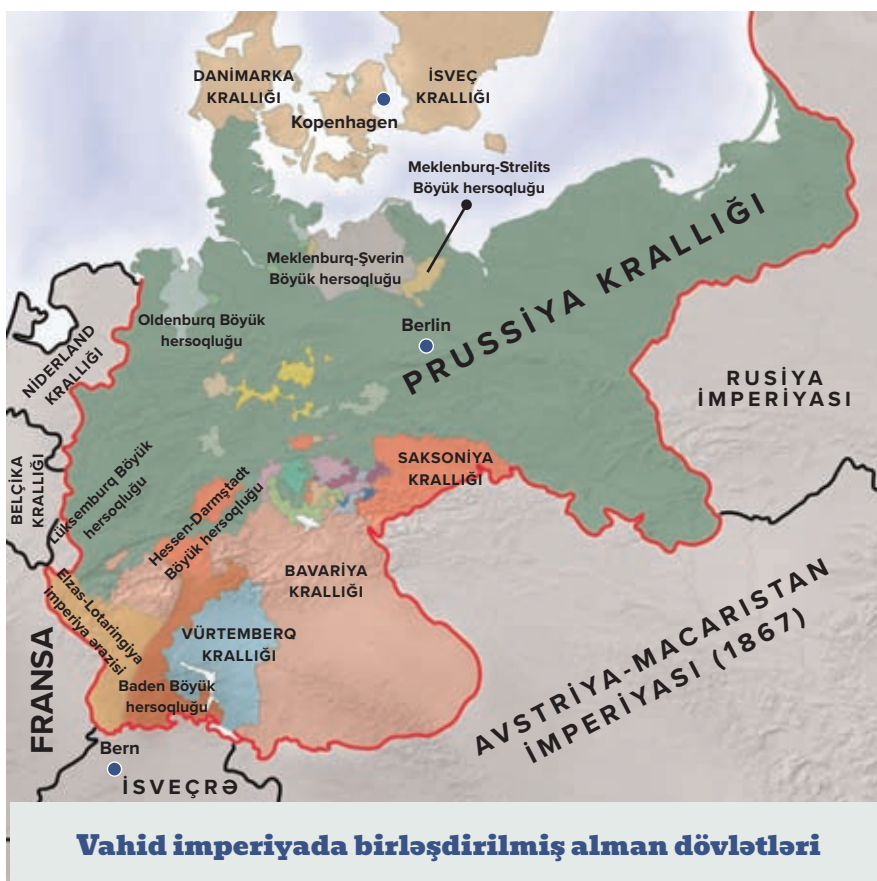 DANİMARKA
KRALLIĞI
İSVEÇ
KRALLIĞI
Kopenhagen
Meklenburq-Strelits
Böyük hersoqluğu
Meklenburq-Şverin
Böyük hersoqluğu
PRUSSİYA KRALLIĞI
Oldenburq Böyük
hersoqluğu
Berlin
NİDERLAND
KRALLIĞI
RUSİYA
İMPERİYASI
BELÇİKA
KRALLIĞI
Lüksemburq Böyük
hersoqluğu
SAKSONİYA
KRALLIĞI
Hessen-Darmştadt
Böyük hersoqluğu
BAVARİYA
KRALLIĞI
Elzas-Lotaringiya
imperiya ərazisi
VÜRTEMBERQ
KRALLIĞI
AVSTRİYA-MACARISTAN
İMPERİYASI (1867)
FRANSA
Baden Böyük
hersoqluğu
Bern
İSVEÇRƏ
Vahid imperiyada birləşdirilmiş alman dövlətləri